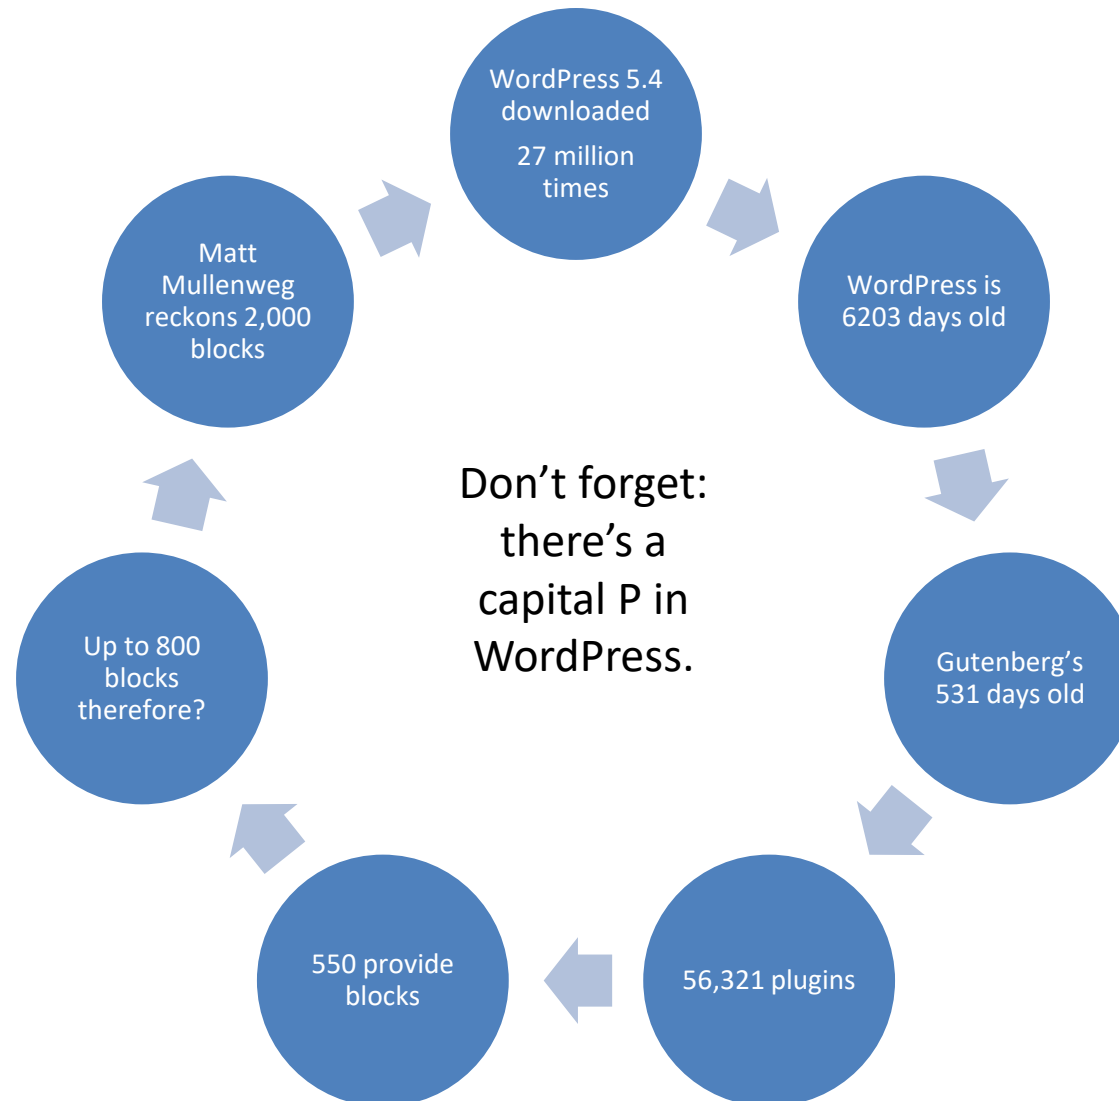 WordPress 5.4
downloaded
27 million
times
WordPress is
6203 days old
Gutenberg’s
531 days old
56,321 plugins
550 provide
blocks
Up to 800
blocks
therefore?
Matt
Mullenweg
reckons 2,000
blocks
Don’t forget:
there’s a
capital P in
WordPress.